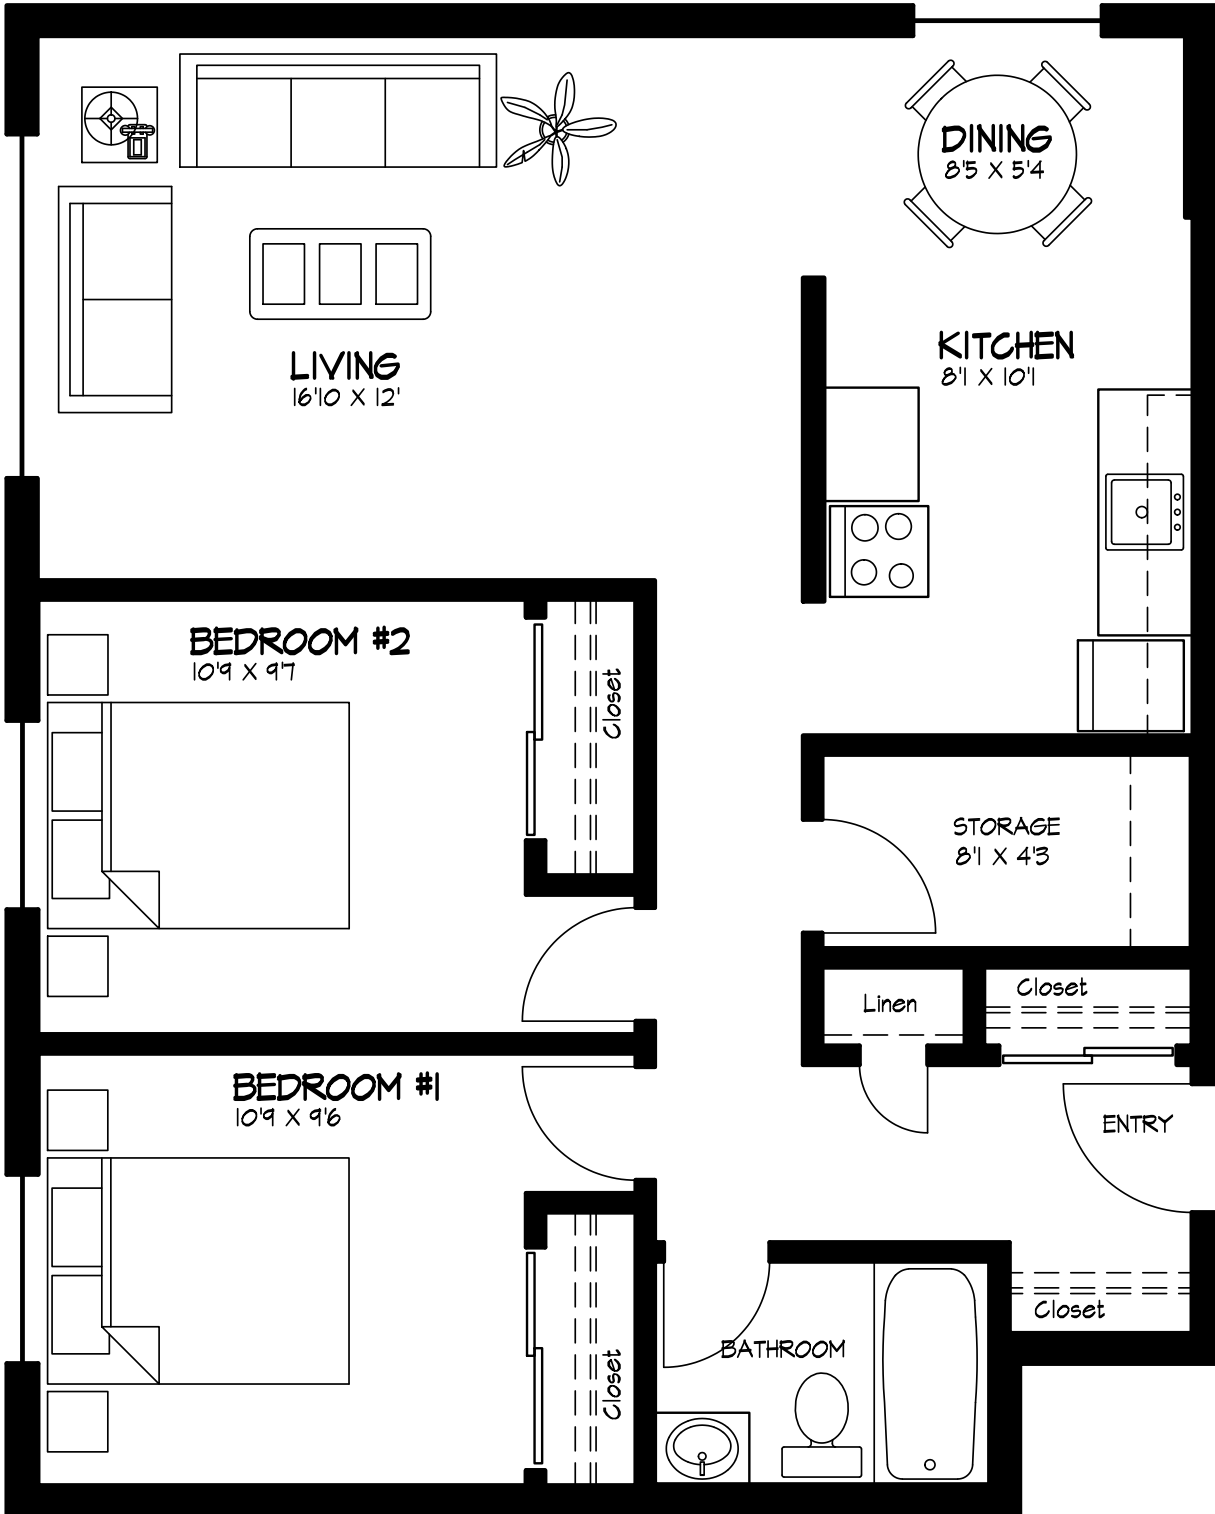 DINING
8'5 X 5'4
KITCHEN
8'1 X 10'1
LIVING
16'10 X 12'
BEDROOM #2
10'9 X 9'7
Closet
STORAGE
8'1 X 4'3
Linen
Closet
BEDROOM #1
10'9 X 9'6
ENTRY
Closet
BATHROOM
Closet